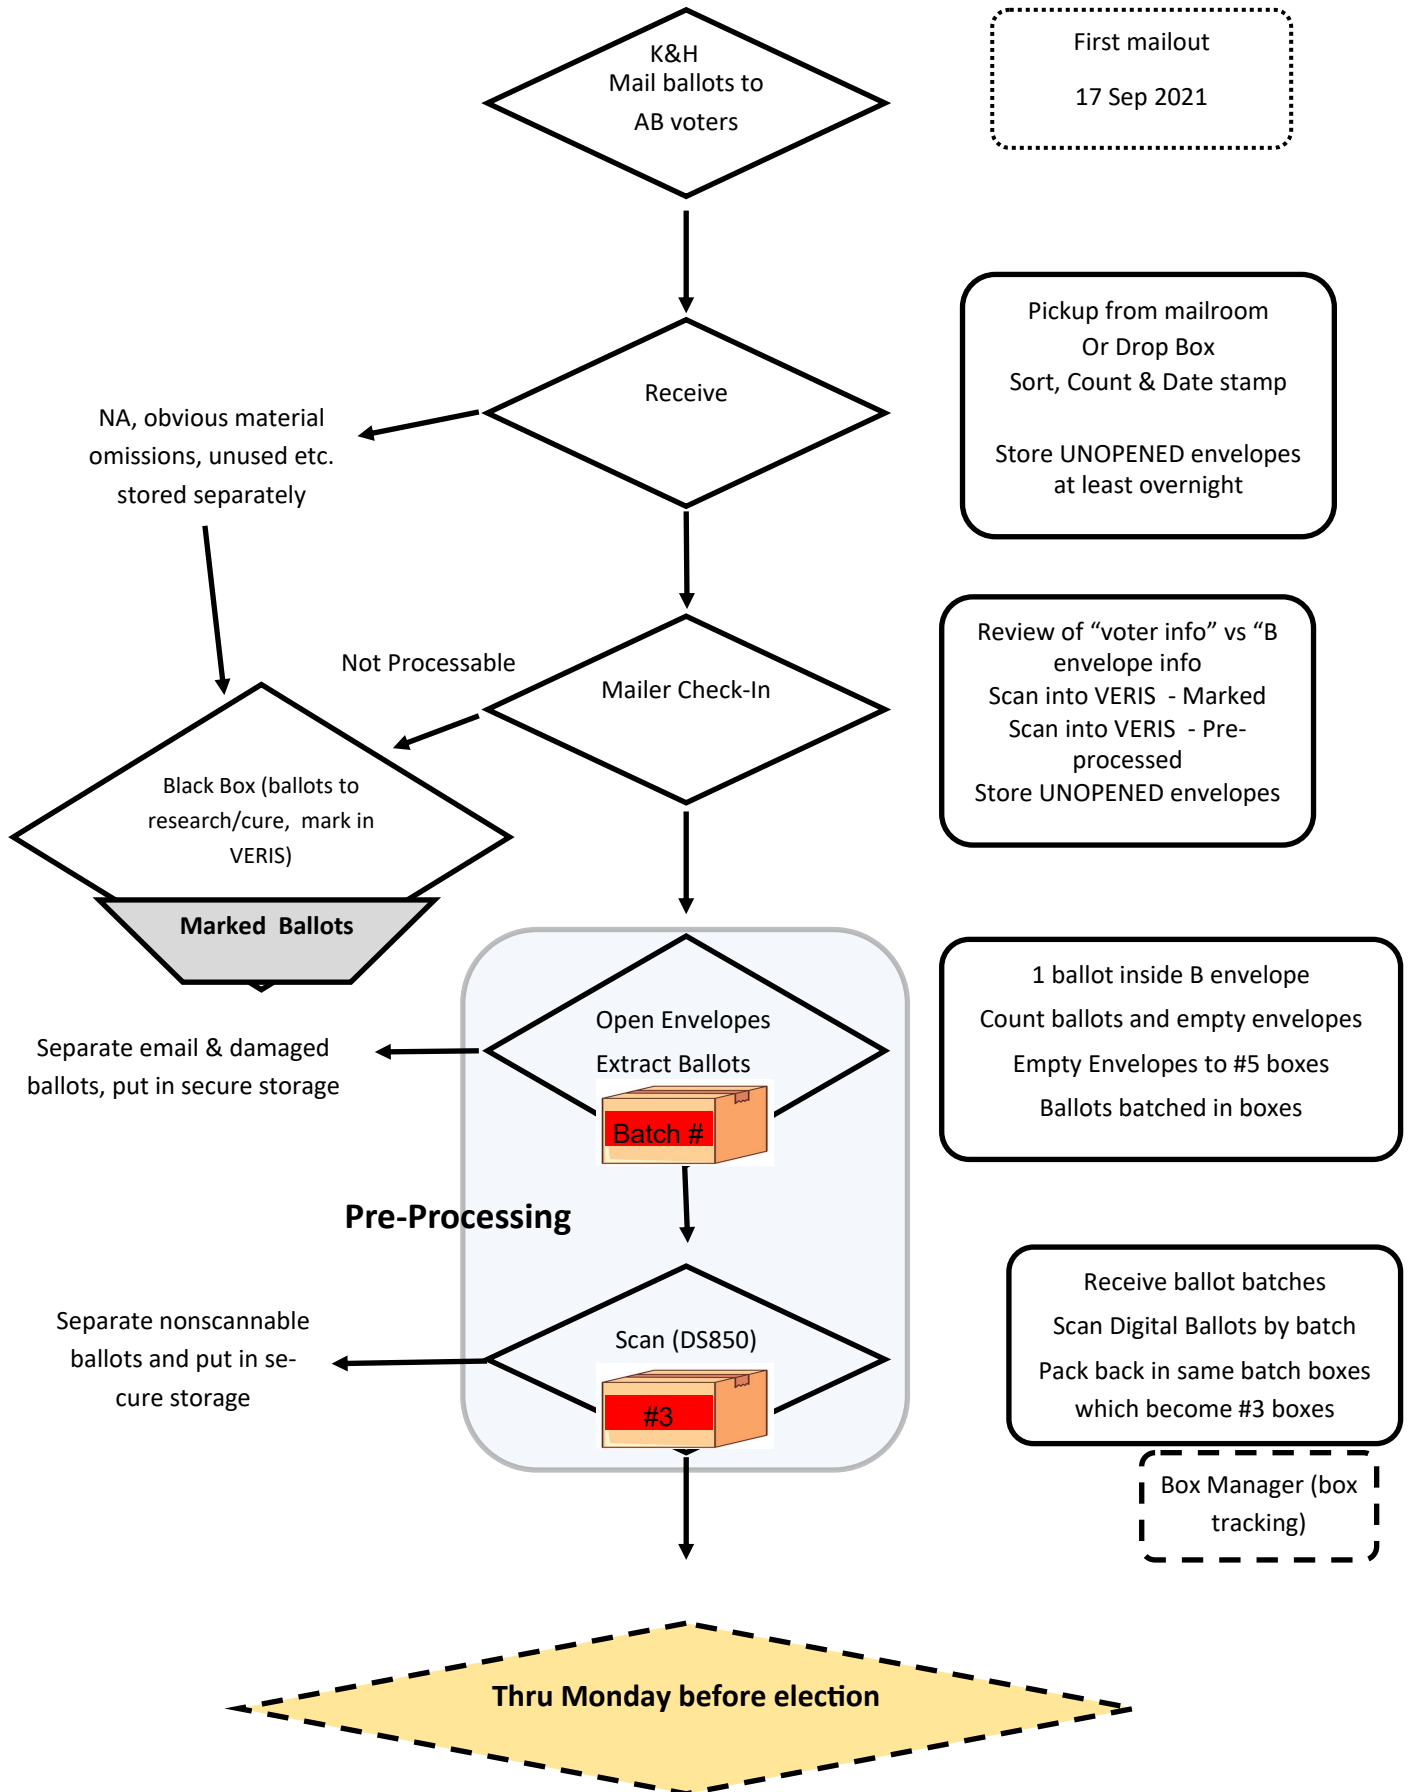 K&H
Mail ballots to
AB voters
First mailout
17 Sep 2021
Receive
Pickup from mailroom
Or Drop Box
Sort, Count & Date stamp
Store UNOPENED envelopes
at least overnight
NA, obvious material
omissions, unused etc.
stored separately
Not Processable
Mailer Check-In
Review of “voter info” vs “B
envelope info
Scan into VERIS  - Marked
Scan into VERIS  - Pre-
processed
Store UNOPENED envelopes
Black Box (ballots to
research/cure,  mark in
VERIS)
Marked  Ballots
Open Envelopes
Extract Ballots
Batch #
1 ballot inside B envelope
Count ballots and empty envelopes
Empty Envelopes to #5 boxes
Ballots batched in boxes
Separate email & damaged
ballots, put in secure storage
Pre-Processing
Separate nonscannable
ballots and put in se-
cure storage
Scan (DS850)
#3
Receive ballot batches
Scan Digital Ballots by batch
Pack back in same batch boxes
which become #3 boxes
Box Manager (box
tracking)
Thru Monday before election